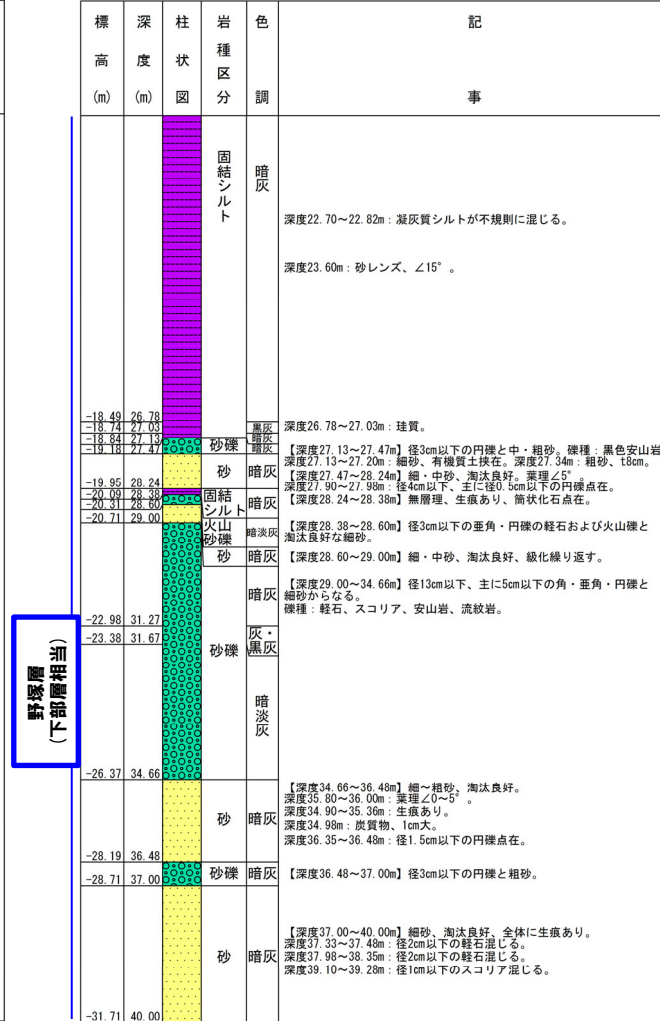 標高(m) 深度(m) 柱状図 岩種区分 色調 記事
固結シルト 暗灰
深度22.70～22.82m：凝灰質シルトが不規則に混じる。
深度23.60m：砂レンズ、∠15°。
-18.49 26.78
-18.74 27.03 黒灰 深度26.78～27.03m：珪質。
-18.84 27.13 暗灰
-19.18 27.47 砂礫 暗灰 【深度27.13～27.47m】径3cm以下の円礫と中・粗砂。礫種：黒色安山岩
深度27.13～27.20m：細砂、有機質土挟在。深度27.34m：粗砂、t8cm。
砂 暗灰 【深度27.47～28.24m】細・中砂、淘汰良好。葉理∠5°。
-19.95 28.24 深度27.90～27.98m：径4cm以下、主に径0.5cm以下の円礫点在。
-20.09 28.38 固結シルト 暗灰 【深度28.24～28.38m】無層理、生痕あり、筒状化石点在。
-20.31 28.60
-20.71 29.00
火山砂礫 暗淡灰 【深度28.38～28.60m】径3cm以下の亜角・円礫の軽石および火山礫と
淘汰良好な細砂。
砂 暗灰 【深度28.60～29.00m】細・中砂、淘汰良好、級化繰り返す。
暗灰 【深度29.00～34.66m】径13cm以下、主に5cm以下の角・亜角・円礫と
細砂からなる。
礫種：軽石、スコリア、安山岩、流紋岩。
-22.98 31.27
-23.38 31.67 灰・黒灰
砂礫
暗淡灰
野塚層
(下部層相当)
-26.37 34.66
【深度34.66～36.48m】細～粗砂、淘汰良好。
深度35.80～36.00m：葉理∠0～5°。
深度34.90～35.36m：生痕あり。
砂 暗灰 深度34.98m：炭質物、1cm大。
深度36.35～36.48m：径1.5cm以下の円礫点在。
-28.19 36.48
砂礫 暗灰 【深度36.48～37.00m】径3cm以下の円礫と粗砂。
-28.71 37.00
【深度37.00～40.00m】細砂、淘汰良好、全体に生痕あり。
深度37.33～37.48m：径2cm以下の軽石混じる。
砂 暗灰 深度37.98～38.35m：径2cm以下の軽石混じる。
深度39.10～39.28m：径1cm以下のスコリア混じる。
-31.71 40.00